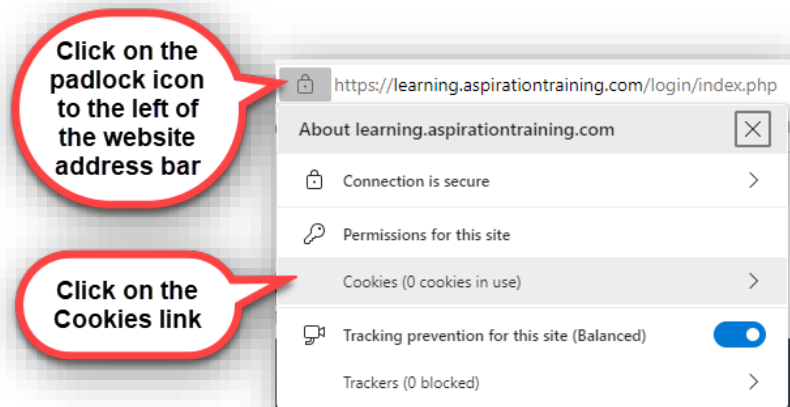 Click on the
padlock icon
to the left of
the website
address bar
https://learning.aspirationtraining.com/login/index.php
About learning.aspirationtraining.com
Connection is secure
Permissions for this site
Click on the
Cookies link
Cookies (0 cookies in use)
Tracking prevention for this site (Balanced)
Trackers (0 blocked)